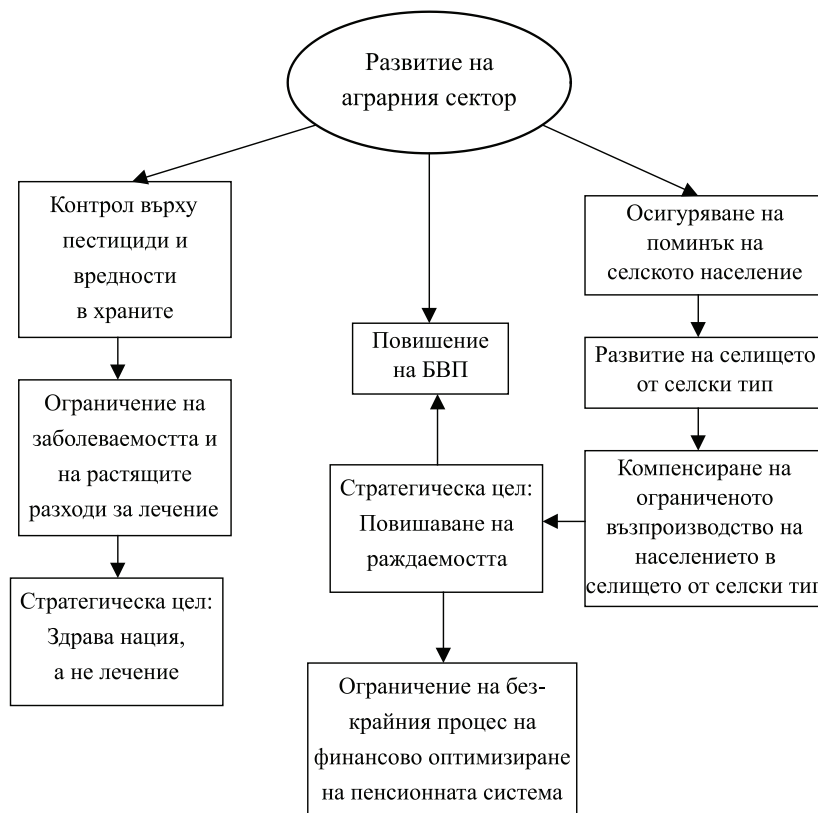 Развитие на
аграрния сектор
Контрол върху
пестициди и
вредности
в храните
Ограничение на
заболеваемостта и
на растящите
разходи за лечение
Стратегическа цел:
Здрава нация,
а не лечение
Повишение
на БВП
Стратегическа цел:
Повишаване на
раждаемостта
Ограничение на без-
крайния процес на
финансово оптимизиране
на пенсионната система
Осигуряване на
поминък на
селското население
Развитие на селището
от селски тип
Компенсиране на
ограниченото
възпроизводство на
населението в
селището от селски тип